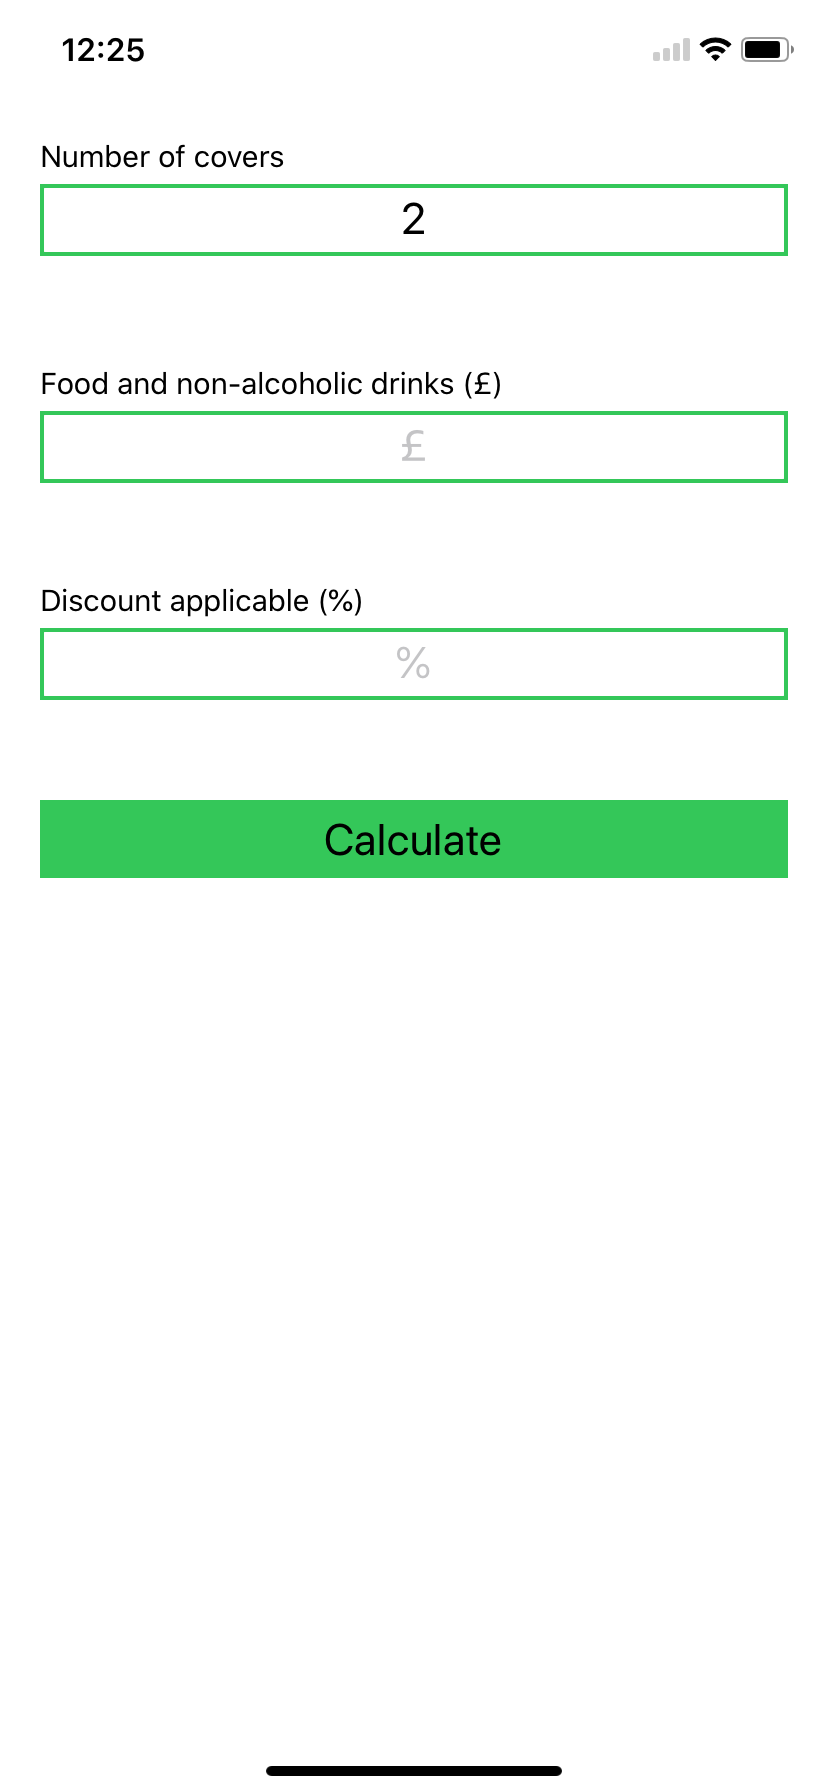 12:25
Number of covers
2
Food and non-alcoholic drinks (£)
£
Discount applicable (%)
%
Calculate